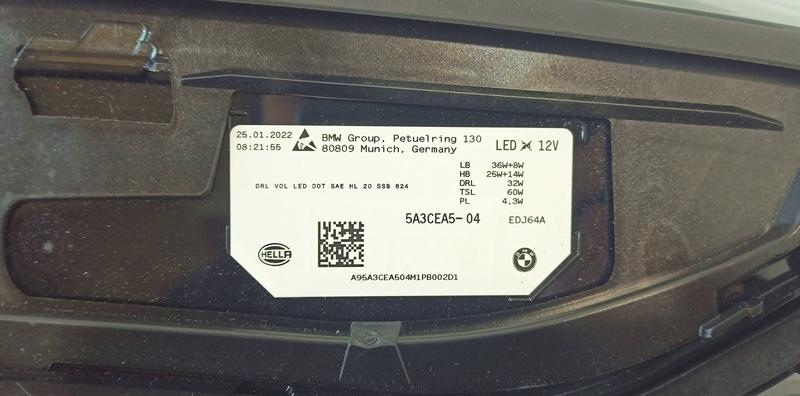 25.01.2022
08:21:55
BMW Group, Petuelring 130
80809 Munich, Germany
LED 12V
LB 36W+8W
HB 25W+14W
DRL 32W
TSL 60W
PL 4,3W
DRL VOL LED DOT SAE HL 20 SSB 824
5A3CEA5-04 EDJ64A
HELLA
A95A3CEA504M1PB002D1